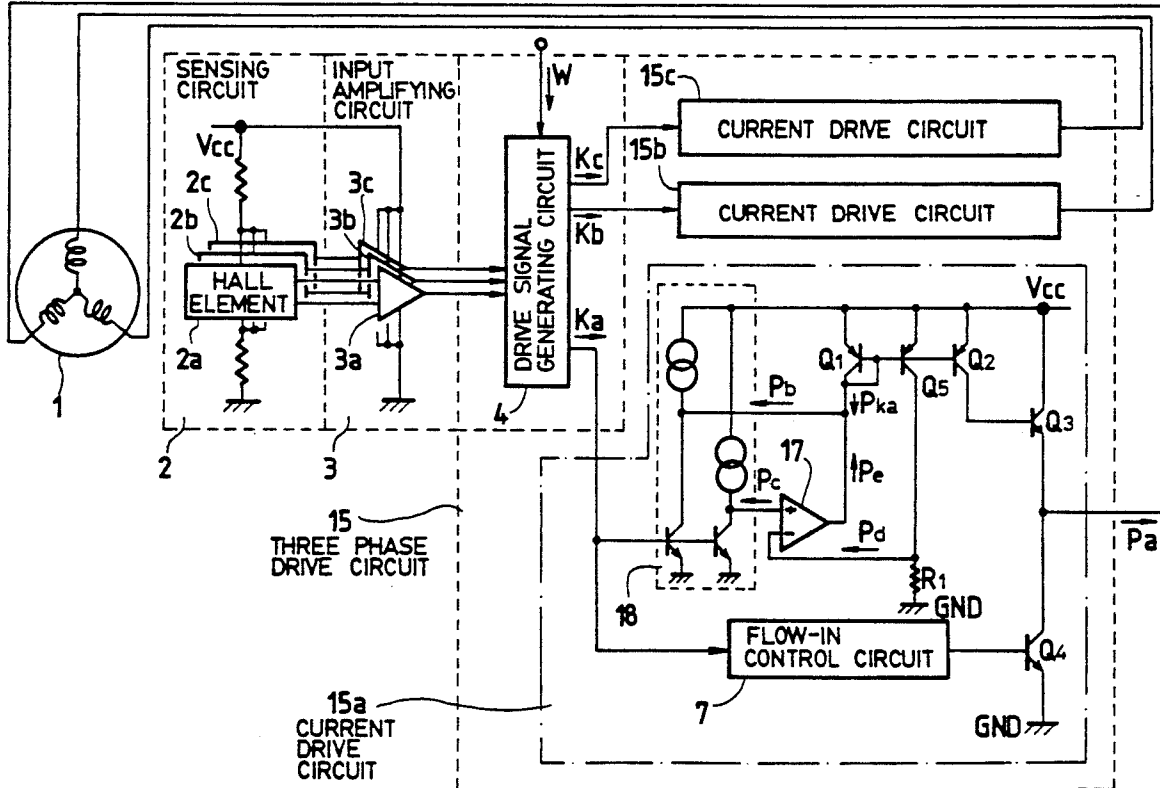 SENSING
CIRCUIT
INPUT
AMPLIFYING
CIRCUIT
W
15c
CURRENT DRIVE CIRCUIT
Vcc
Kc
15b
2c
3c
2b
3b
CURRENT DRIVE CIRCUIT
Kb
HALL
ELEMENT
DRIVE SIGNAL
GENERATING CIRCUIT
Vcc
Ka
2a
3a
Q1
Q5
Q2
1
4
Pb
Pka
Q3
2
3
17
Pc
Pe
Pa
15
THREE PHASE
DRIVE CIRCUIT
Pd
R1
18
GND
FLOW-IN
CONTROL CIRCUIT
Q4
7
15a
CURRENT
DRIVE
CIRCUIT
GND